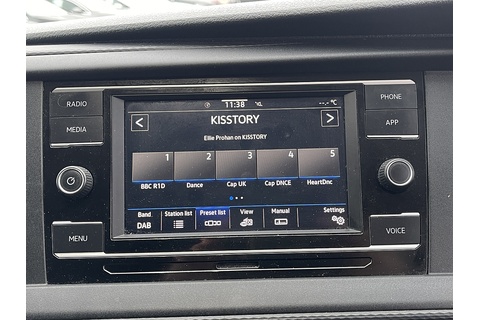 RADIO
MEDIA
MENU
11:38
--.- °C
KISSTORY
Ellie Prohan on KISSTORY
1 2 3 4 5
BBC R1D Dance Cap UK Cap DNCE HeartDnc
Band Station list Preset list View Manual Settings
DAB
PHONE
APP
VOICE